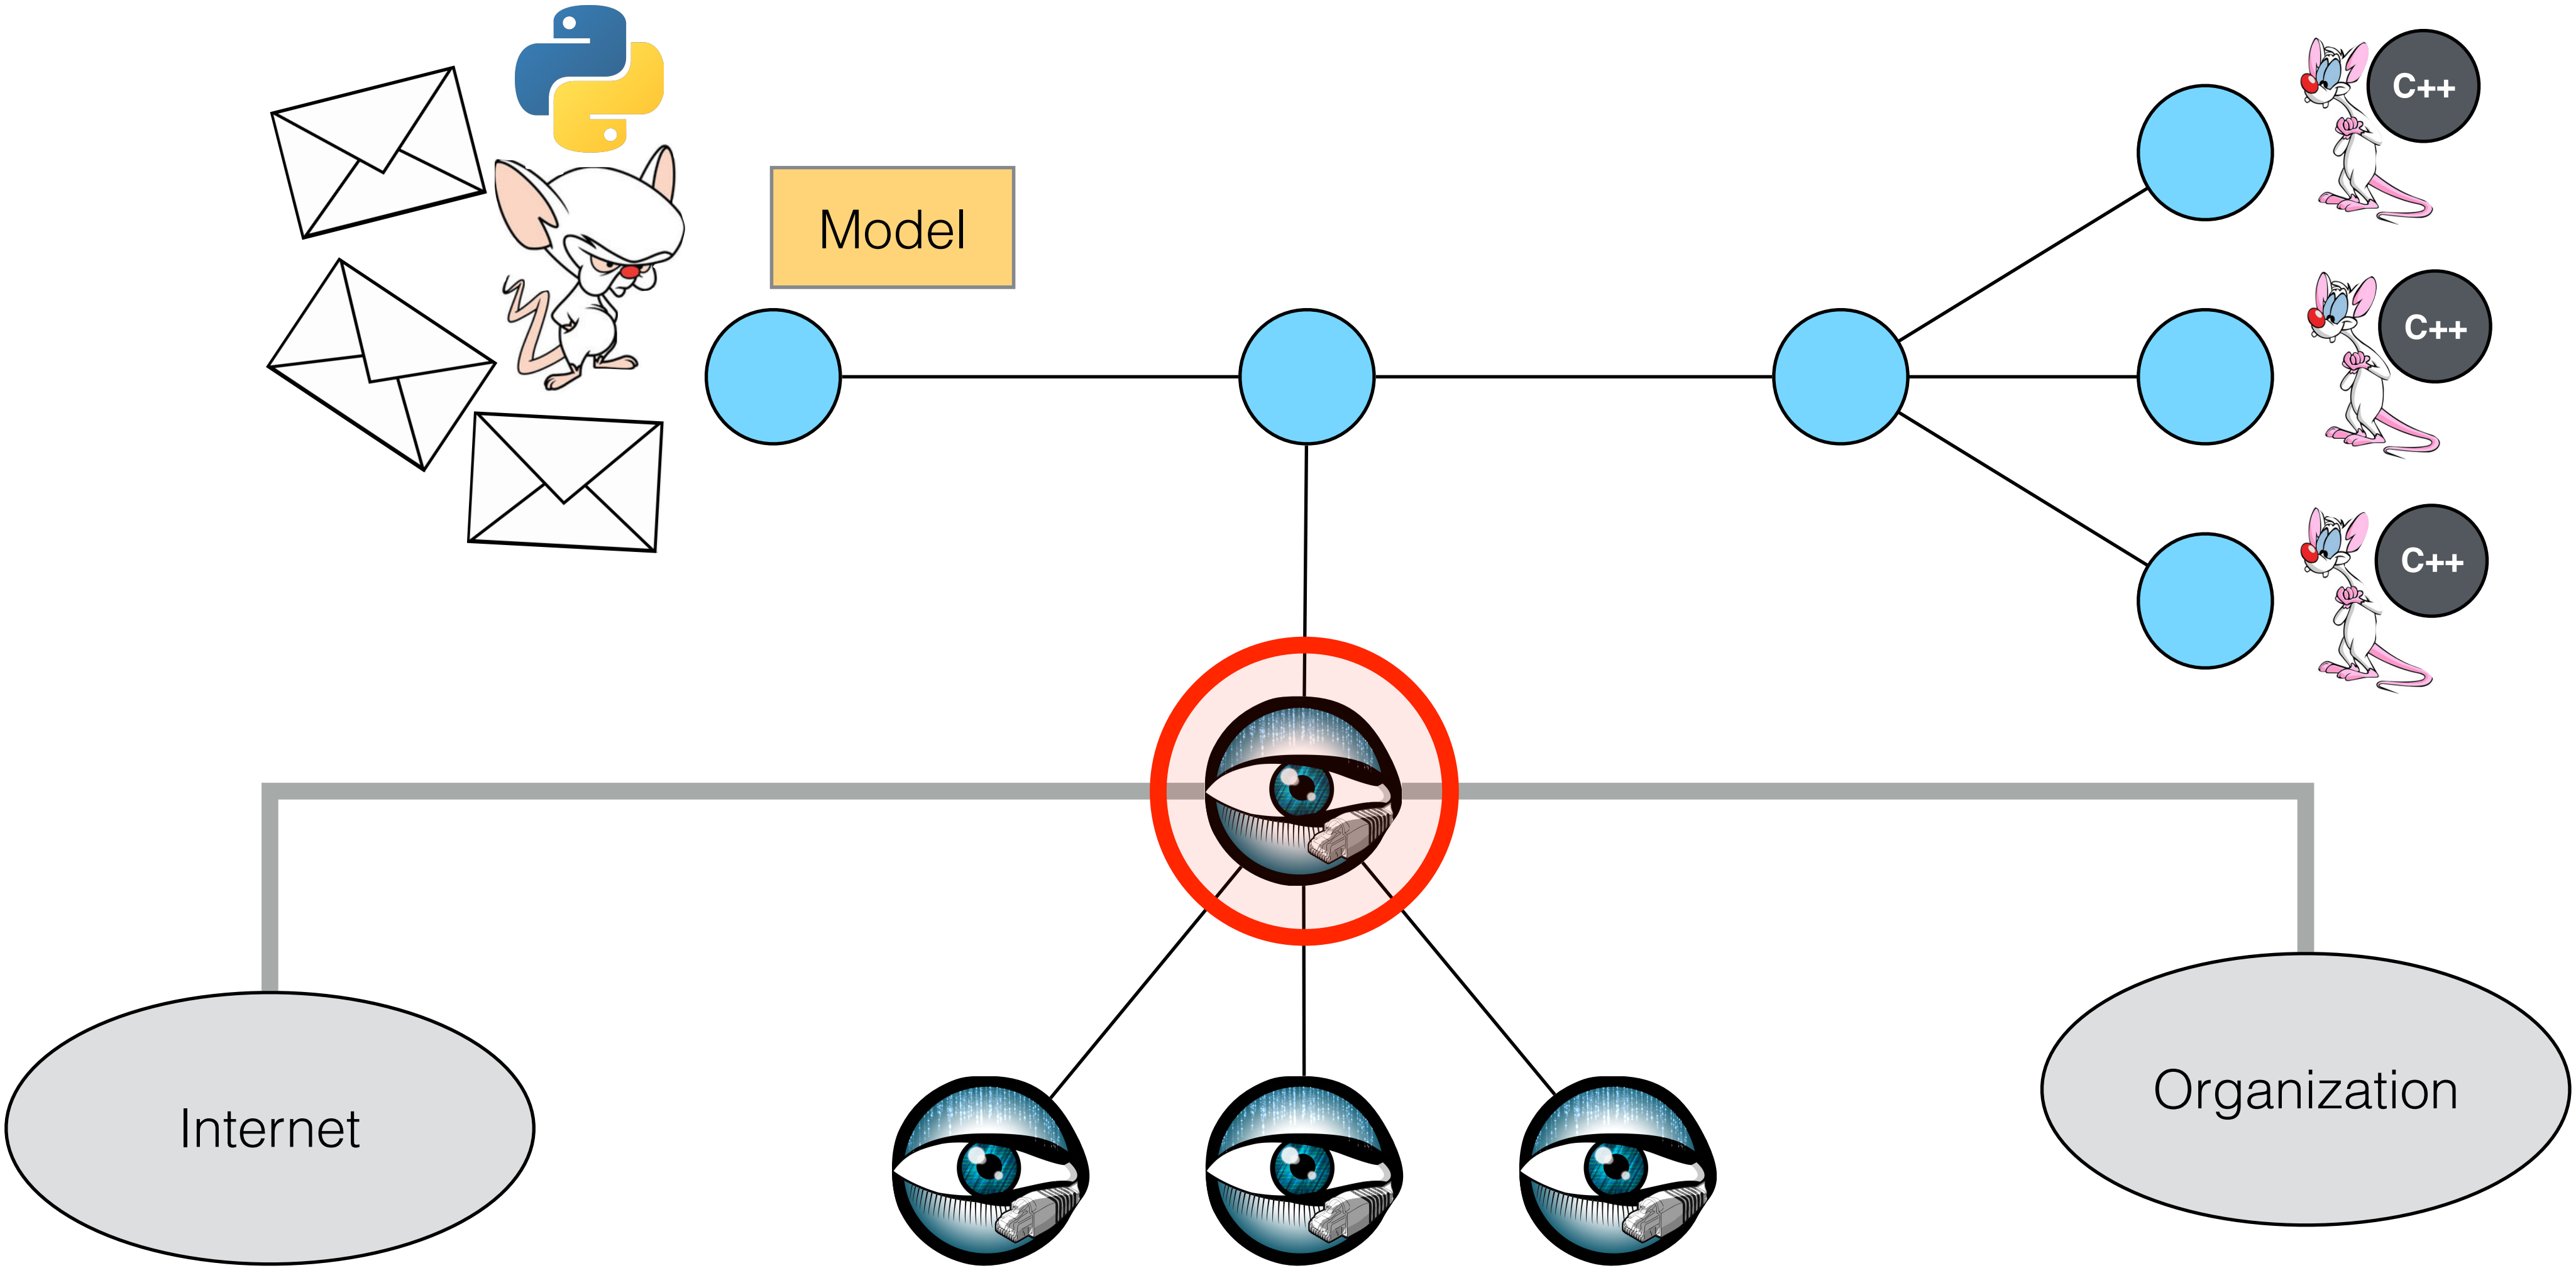 C++
Model
C++
C++
Organization
Internet